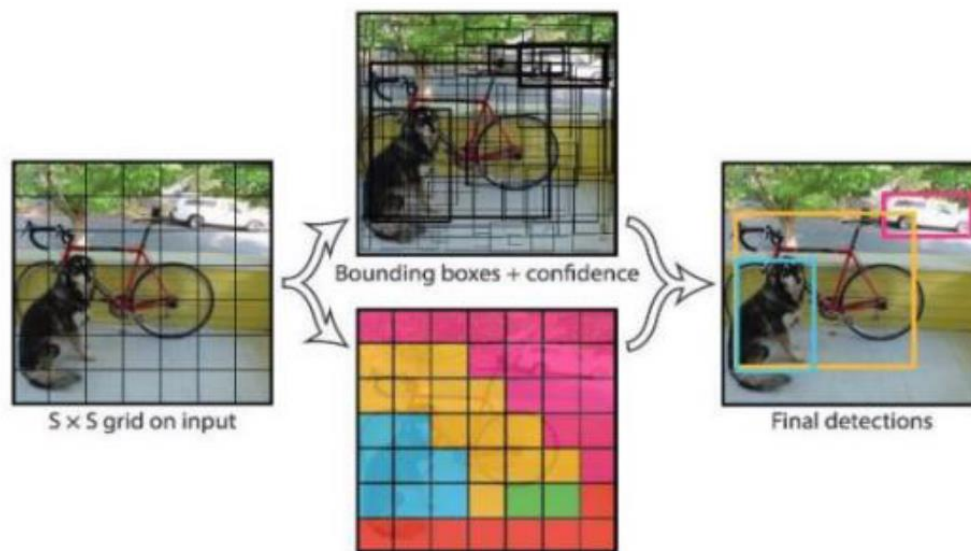 Bounding boxes + confidence
S × S grid on input
Final detections